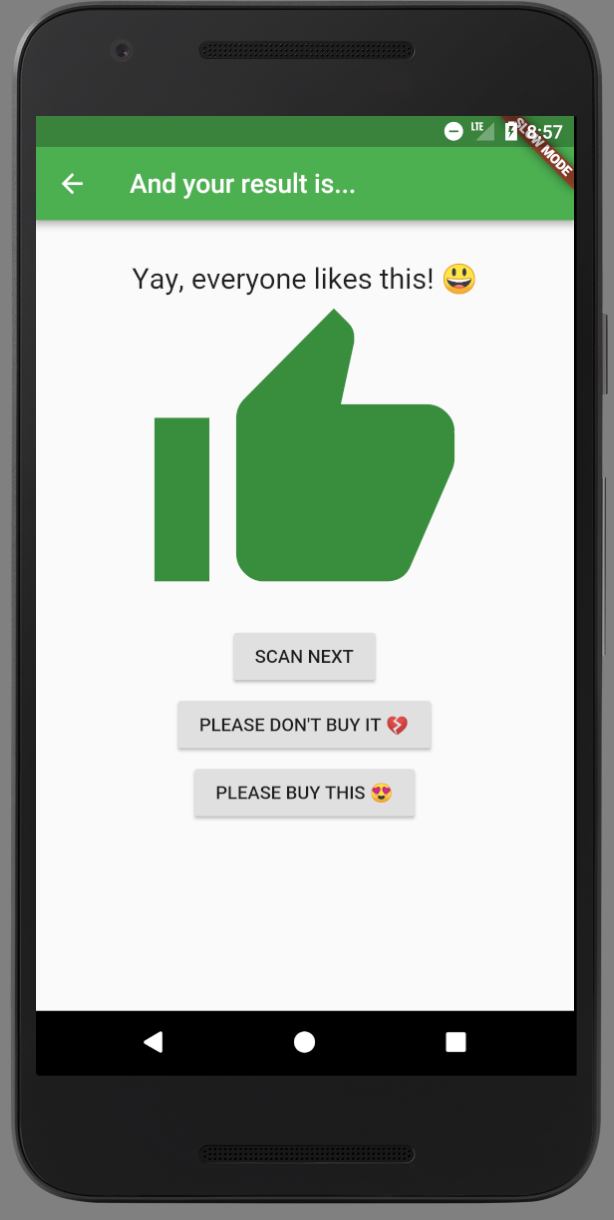 LTE 8:57
SLOW MODE
And your result is...
Yay, everyone likes this! 😃
SCAN NEXT
PLEASE DON'T BUY IT 💔
PLEASE BUY THIS 😍